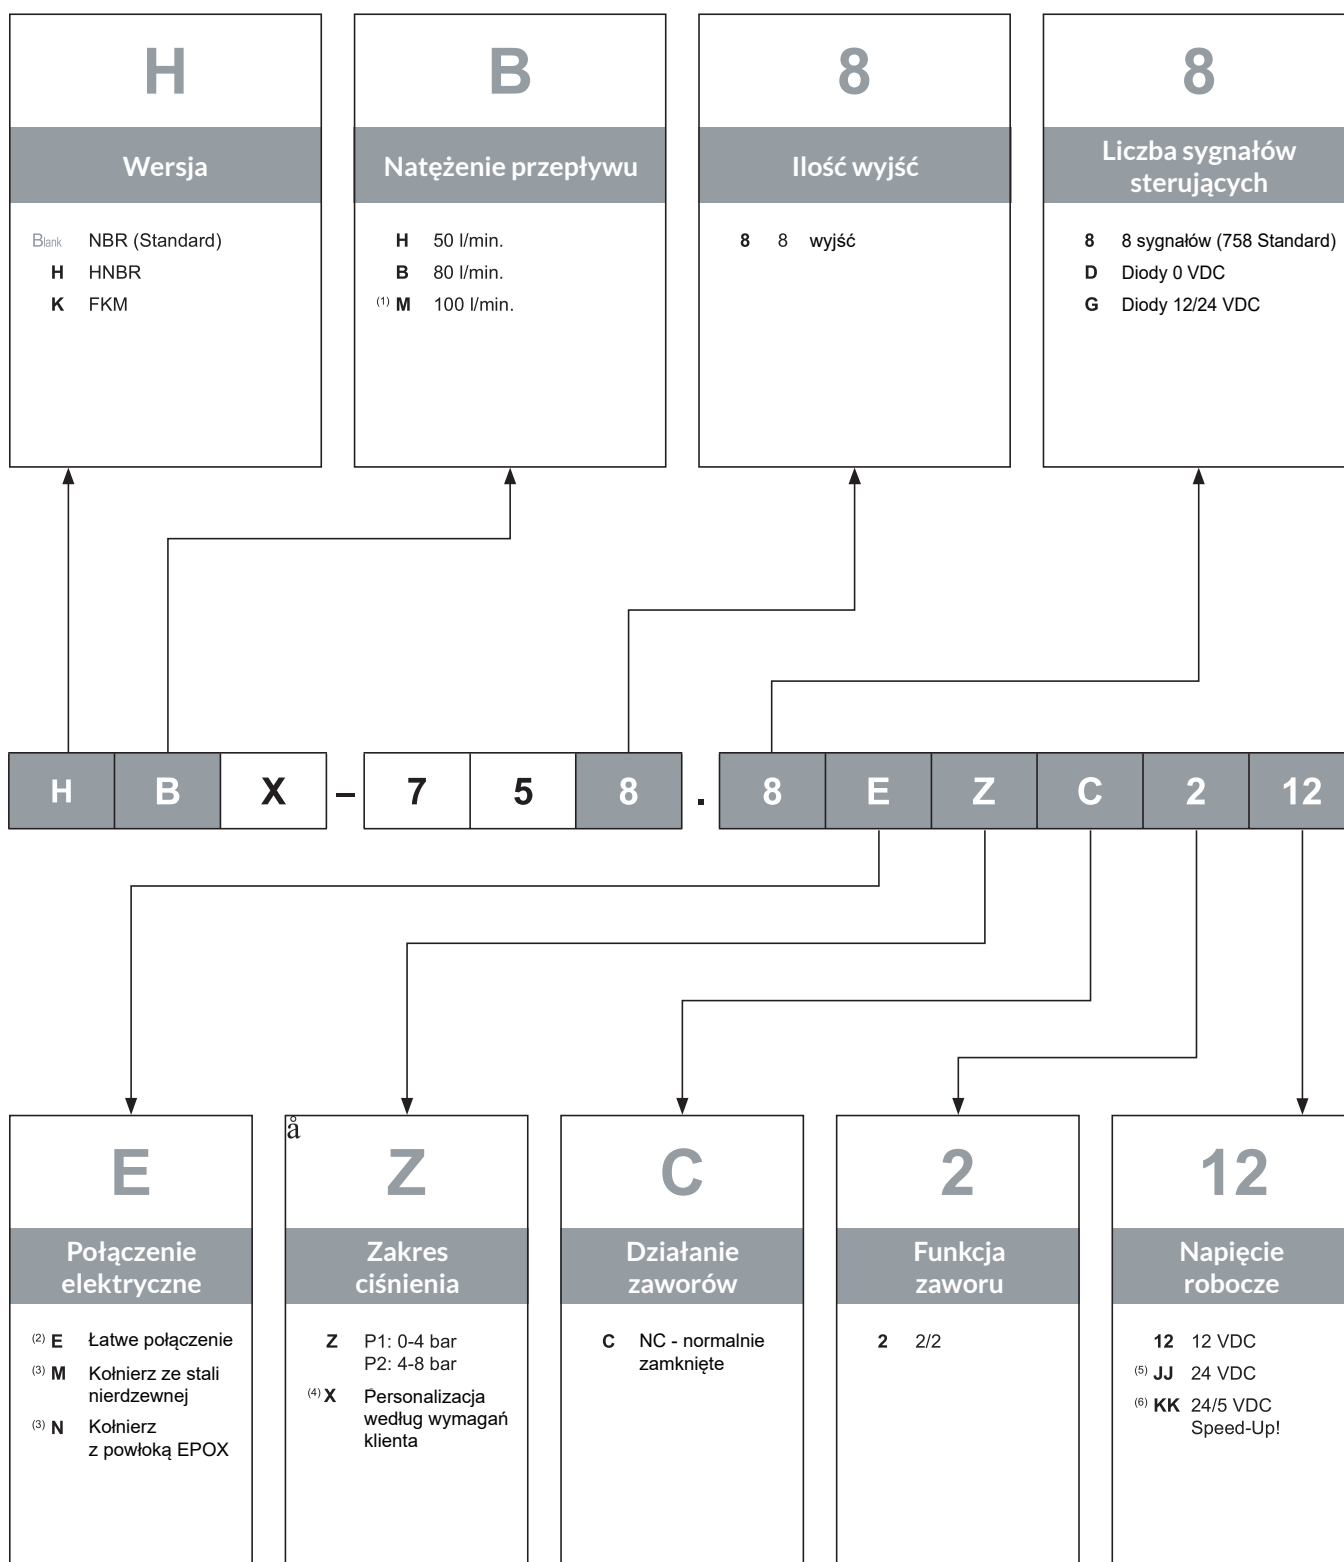 H
Wersja
Blank NBR (Standard)
H HNBR
K FKM
B
Natężenie przepływu
H 50 l/min.
B 80 l/min.
(1) M 100 l/min.
8
Ilość wyjść
8 8 wyjść
8
Liczba sygnałów
sterujących
8 8 sygnałów (758 Standard)
D Diody 0 VDC
G Diody 12/24 VDC
H B X – 7 5 8 . 8 E Z C 2 12
E
Połączenie
elektryczne
(2) E Łatwe połączenie
(3) M Kołnierz ze stali
nierdzewnej
(3) N Kołnierz
z powłoką EPOX
å
Z
Zakres
ciśnienia
Z P1: 0-4 bar
P2: 4-8 bar
(4) X Personalizacja
według wymagań
klienta
C
Działanie
zaworów
C NC - normalnie
zamknięte
2
Funkcja
zaworu
2 2/2
12
Napięcie
robocze
12 12 VDC
(5) JJ 24 VDC
(6) KK 24/5 VDC
Speed-Up!